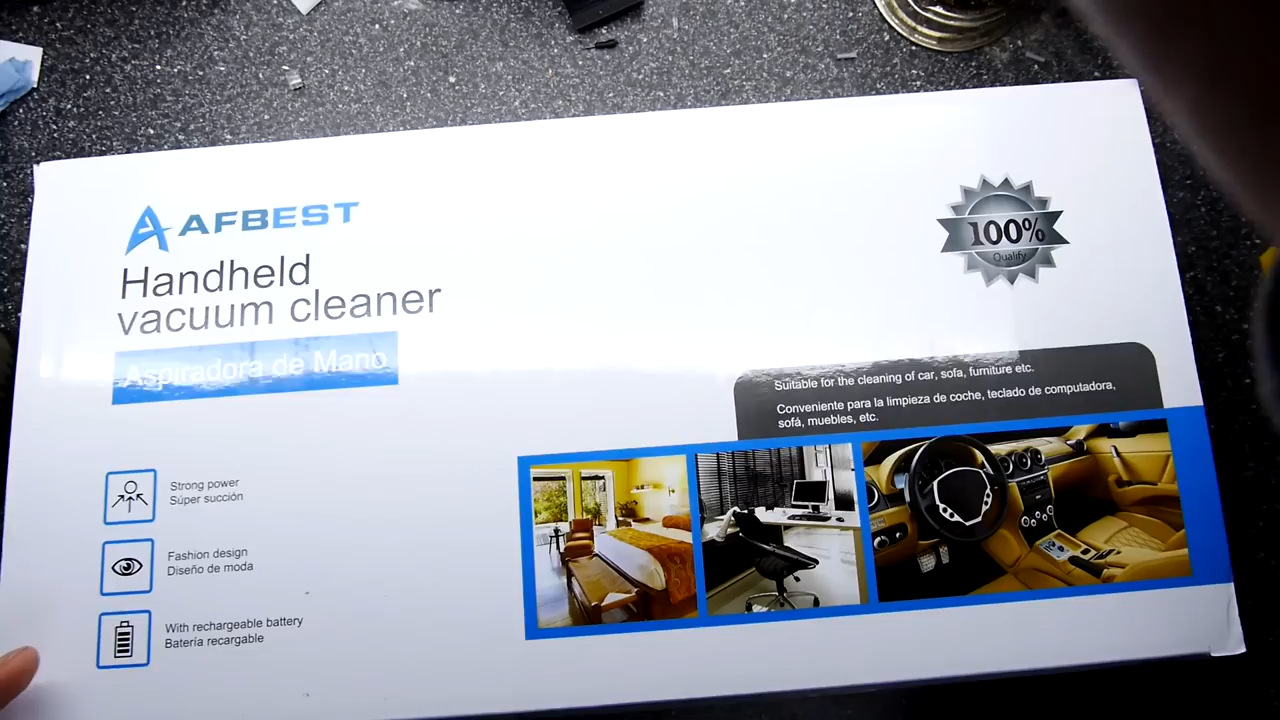 AFBEST
Handheld
vacuum cleaner
Aspiradora de Mano
100%
Qualify
Suitable for the cleaning of car, sofa, furniture etc.
Conveniente para la limpieza de coche, teclado de computadora,
sofá, muebles, etc.
Strong power
Súper succión
Fashion design
Diseño de moda
With rechargeable battery
Batería recargable